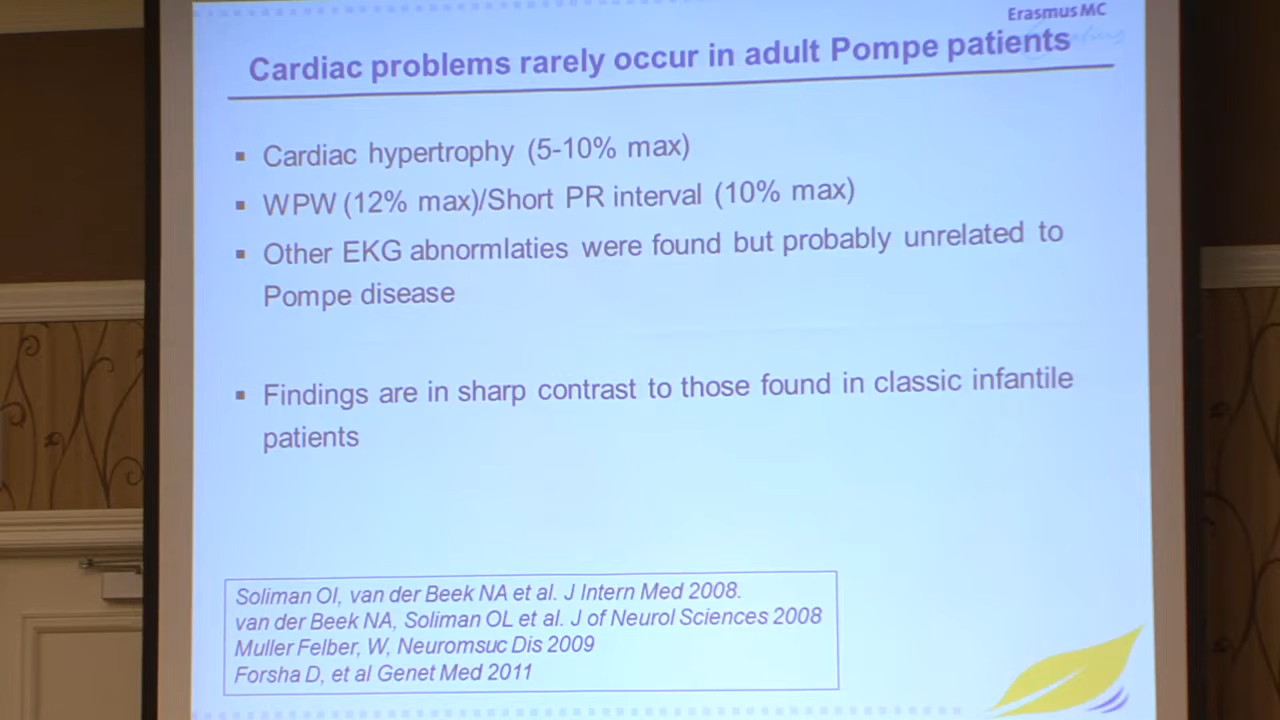 Erasmus MC
Cardiac problems rarely occur in adult Pompe patients
▪ Cardiac hypertrophy (5-10% max)
▪ WPW (12% max)/Short PR interval (10% max)
▪ Other EKG abnormlaties were found but probably unrelated to
Pompe disease
▪ Findings are in sharp contrast to those found in classic infantile
patients
Soliman OI, van der Beek NA et al. J Intern Med 2008.
van der Beek NA, Soliman OL et al. J of Neurol Sciences 2008
Muller Felber, W, Neuromsuc Dis 2009
Forsha D, et al Genet Med 2011